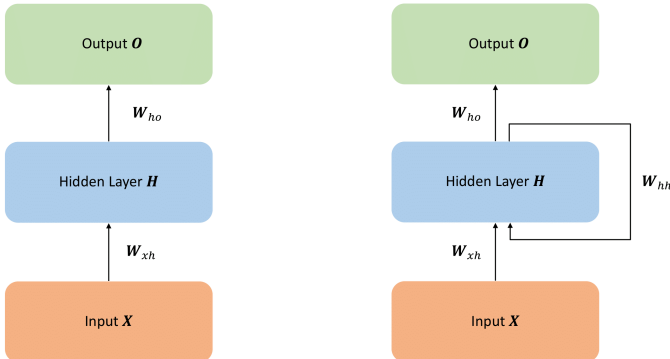 Output O
W_ho
Hidden Layer H
W_xh
Input X
Output O
W_ho
Hidden Layer H
W_hh
W_xh
Input X